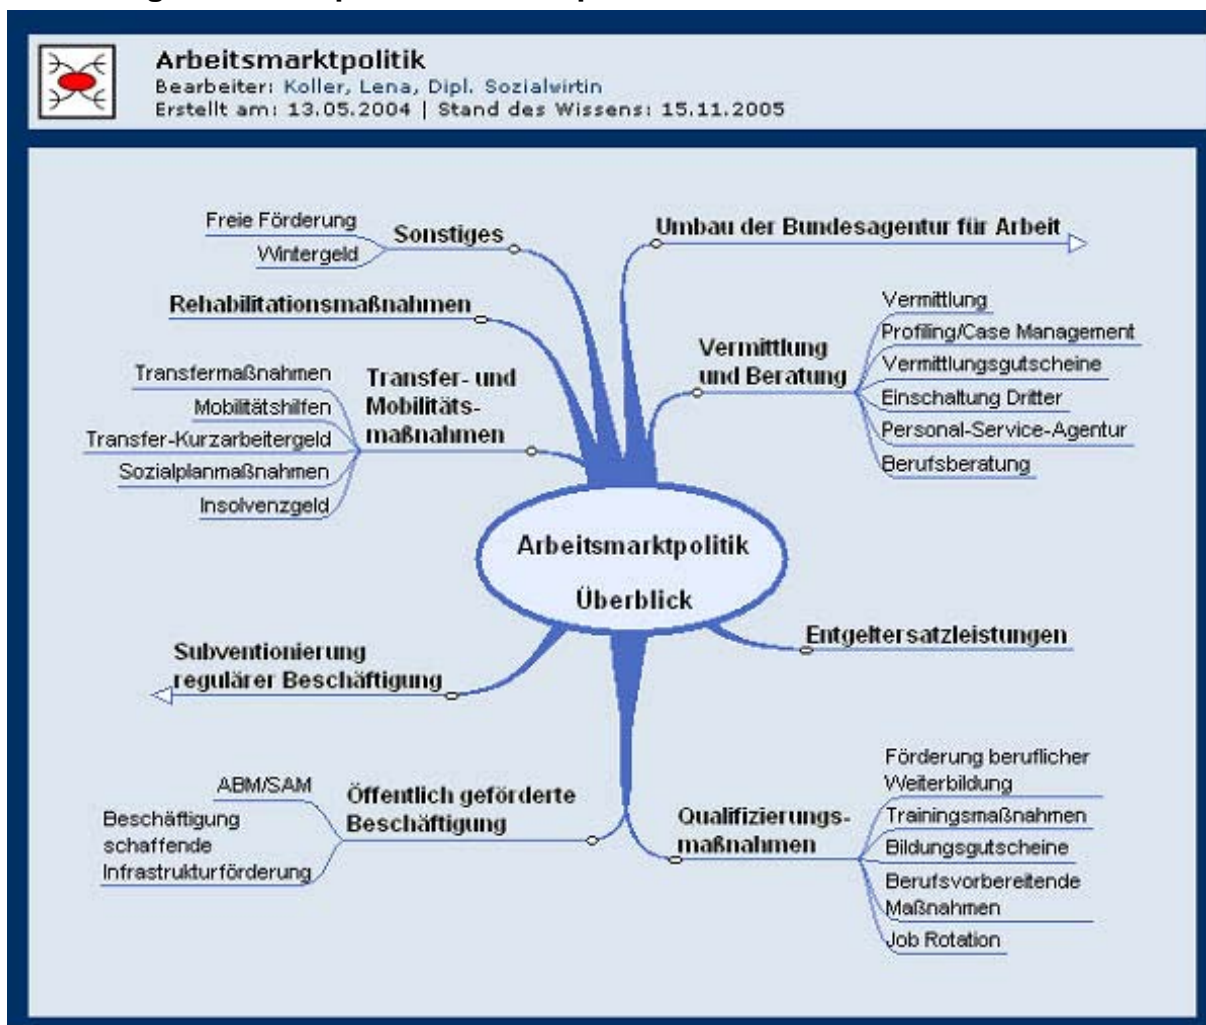 Arbeitsmarktpolitik
Bearbeiter: Koller, Lena, Dipl. Sozialwirtin
Erstellt am: 13.05.2004 | Stand des Wissens: 15.11.2005
Freie Förderung
Wintergeld
Sonstiges
Umbau der Bundesagentur für Arbeit
Rehabilitationsmaßnahmen
Vermittlung
und Beratung
Vermittlung
Profiling/Case Management
Vermittlungsgutscheine
Einschaltung Dritter
Personal-Service-Agentur
Berufsberatung
Transfer- und
Mobilitäts-
maßnahmen
Transfermaßnahmen
Mobilitätshilfen
Transfer-Kurzarbeitergeld
Sozialplanmaßnahmen
Insolvenzgeld
Arbeitsmarktpolitik
Überblick
Entgeltersatzleistungen
Subventionierung
regulärer Beschäftigung
Öffentlich geförderte
Beschäftigung
ABM/SAM
Beschäftigung
schaffende
Infrastrukturförderung
Qualifizierungs-
maßnahmen
Förderung beruflicher
Weiterbildung
Trainingsmaßnahmen
Bildungsgutscheine
Berufsvorbereitende
Maßnahmen
Job Rotation